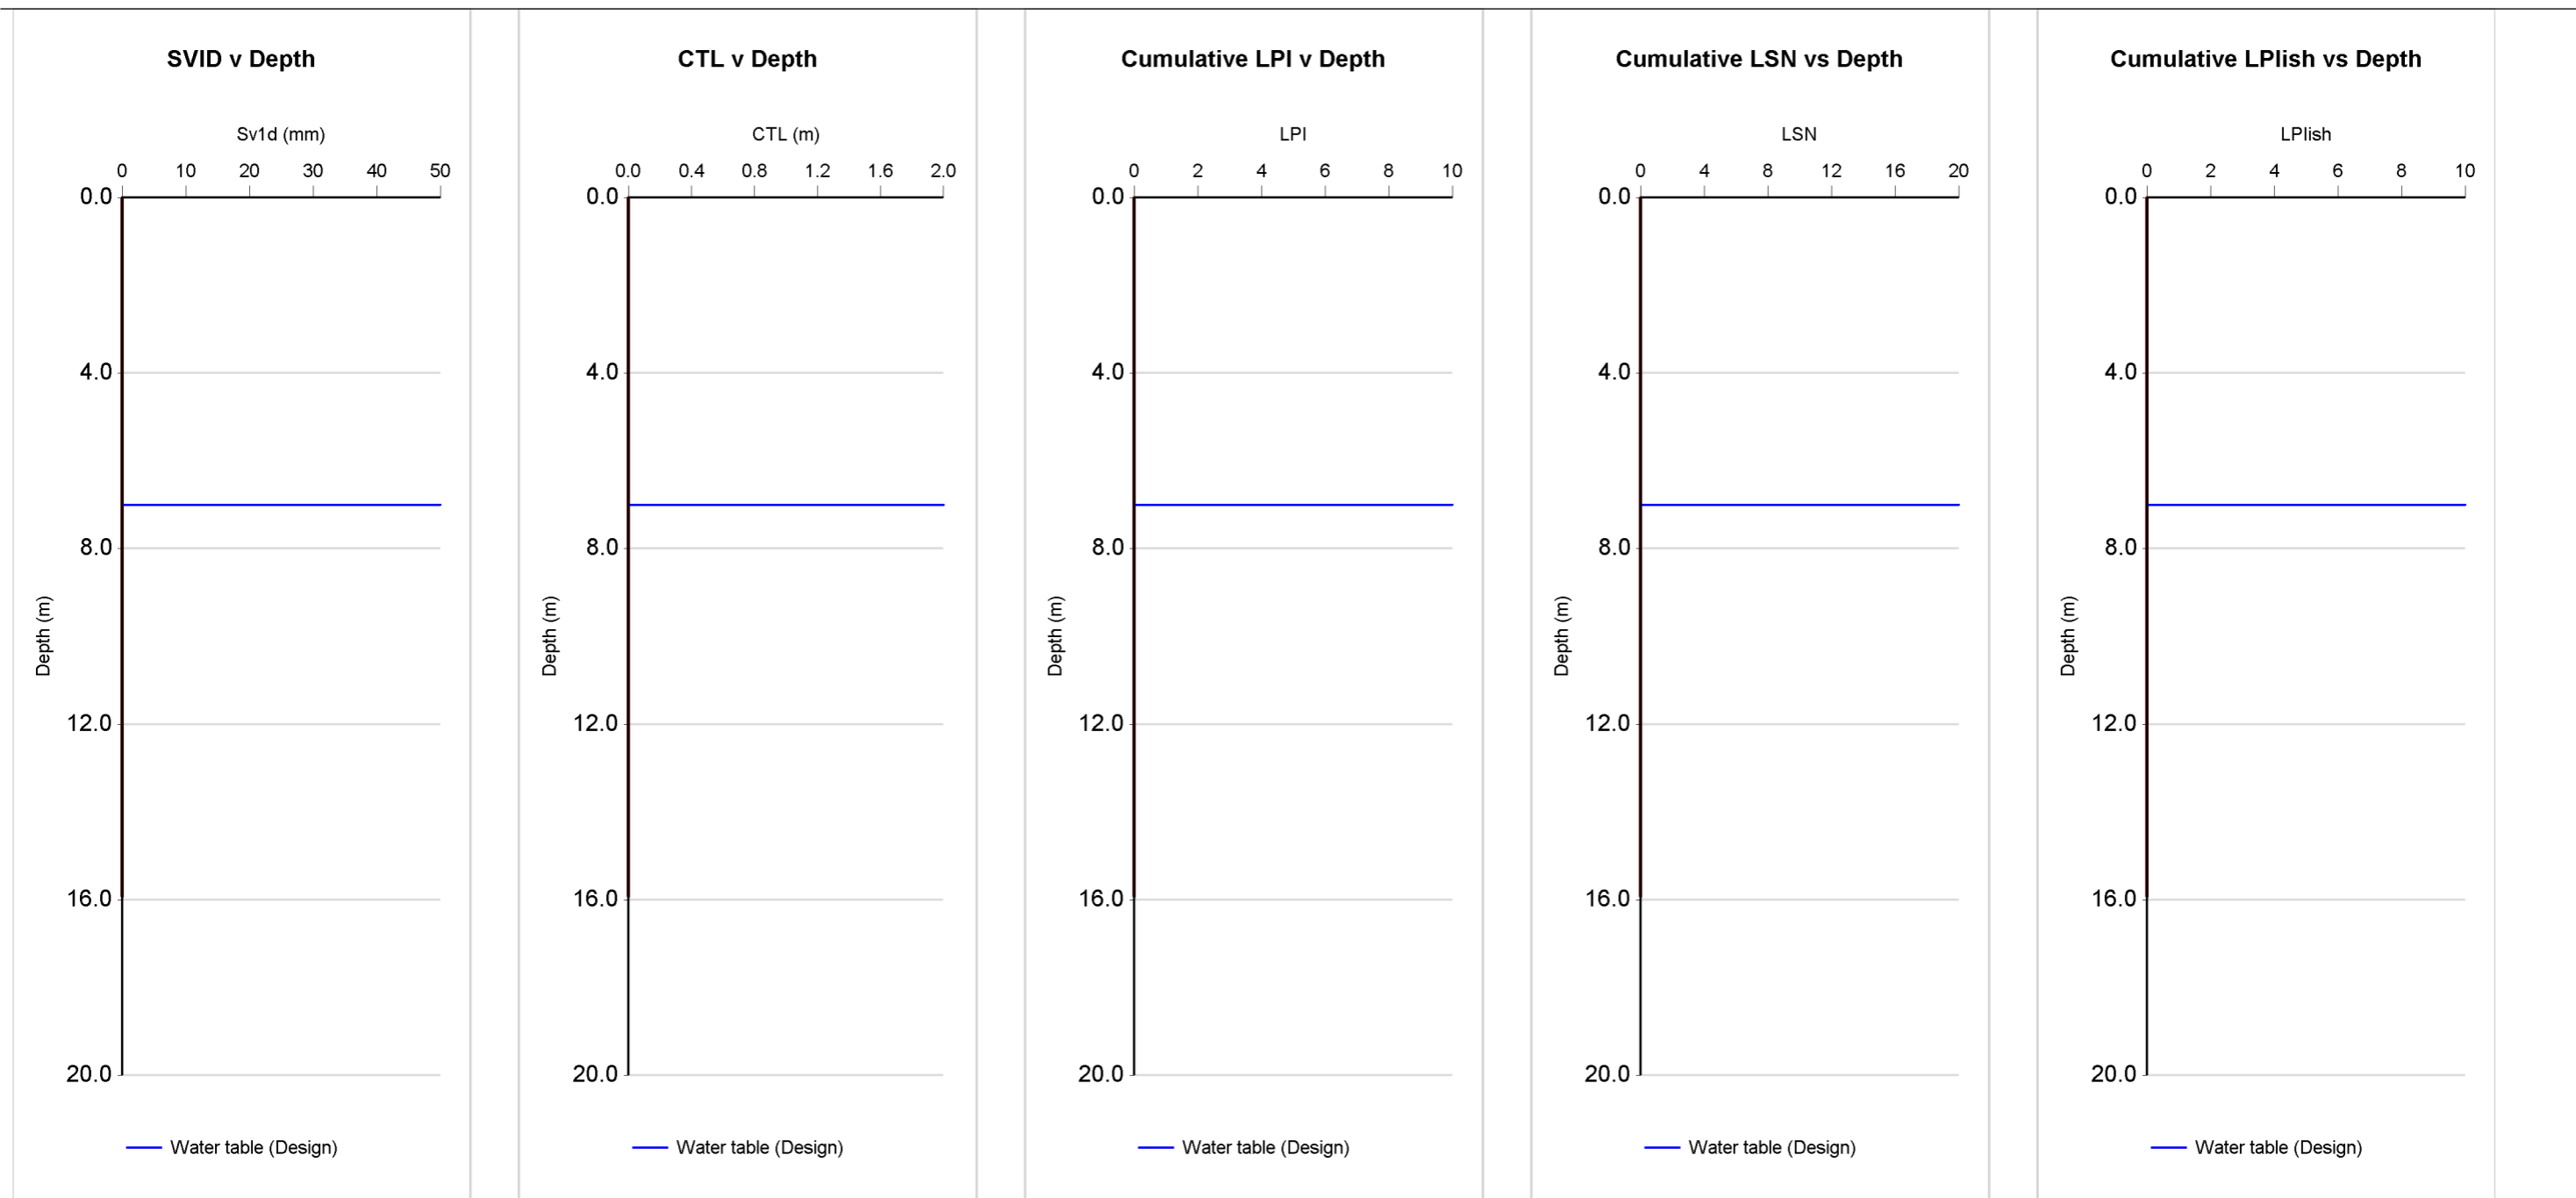 SVID v Depth
Sv1d (mm)
0 10 20 30 40 50
0.0
4.0
8.0
12.0
16.0
20.0
Depth (m)
Water table (Design)
CTL v Depth
CTL (m)
0.0 0.4 0.8 1.2 1.6 2.0
0.0
4.0
8.0
12.0
16.0
20.0
Depth (m)
Water table (Design)
Cumulative LPI v Depth
LPI
0 2 4 6 8 10
0.0
4.0
8.0
12.0
16.0
20.0
Depth (m)
Water table (Design)
Cumulative LSN vs Depth
LSN
0 4 8 12 16 20
0.0
4.0
8.0
12.0
16.0
20.0
Depth (m)
Water table (Design)
Cumulative LPIish vs Depth
LPIish
0 2 4 6 8 10
0.0
4.0
8.0
12.0
16.0
20.0
Depth (m)
Water table (Design)